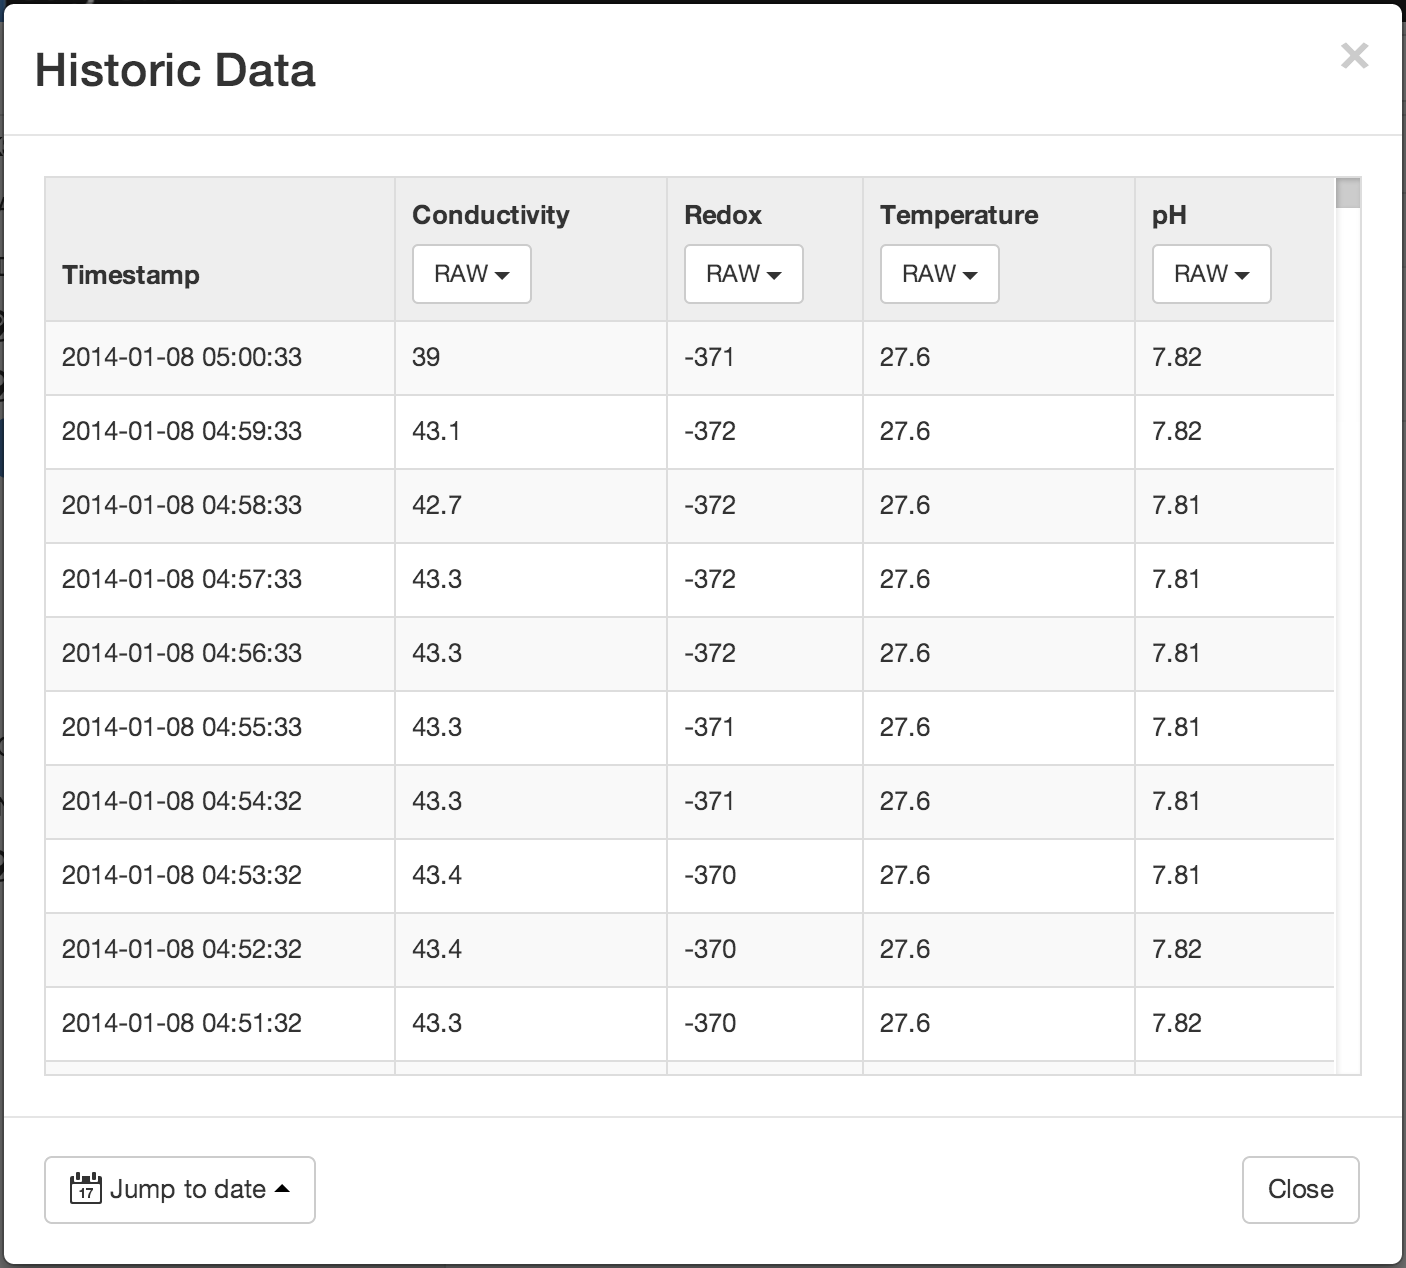 Historic Data ×
Conductivity Redox Temperature pH
Timestamp RAW RAW RAW RAW
2014-01-08 05:00:33 39 -371 27.6 7.82
2014-01-08 04:59:33 43.1 -372 27.6 7.82
2014-01-08 04:58:33 42.7 -372 27.6 7.81
2014-01-08 04:57:33 43.3 -372 27.6 7.81
2014-01-08 04:56:33 43.3 -372 27.6 7.81
2014-01-08 04:55:33 43.3 -371 27.6 7.81
2014-01-08 04:54:32 43.3 -371 27.6 7.81
2014-01-08 04:53:32 43.4 -370 27.6 7.81
2014-01-08 04:52:32 43.4 -370 27.6 7.82
2014-01-08 04:51:32 43.3 -370 27.6 7.82
17 Jump to date Close